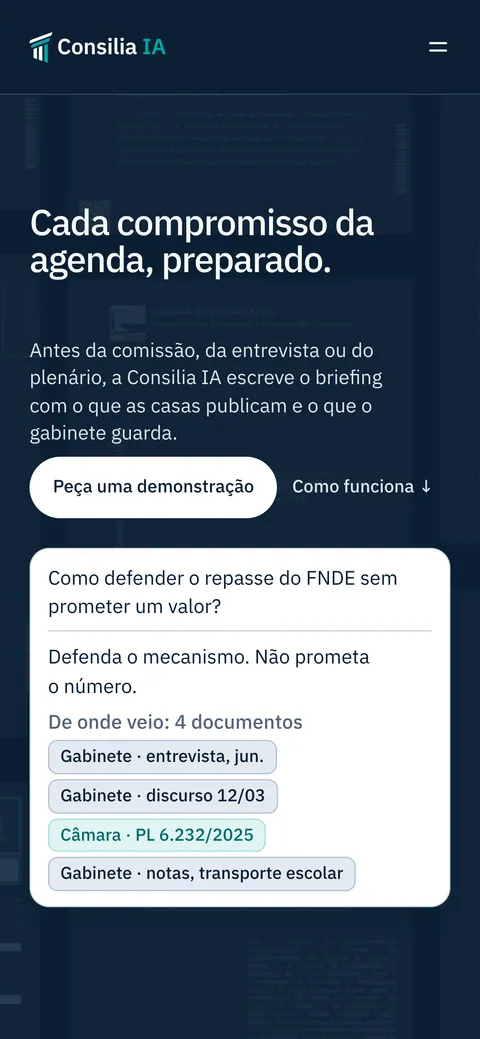 Consilia IA
Cada compromisso da
agenda, preparado.
Antes da comissão, da entrevista ou do
plenário, a Consilia IA escreve o briefing
com o que as casas publicam e o que o
gabinete guarda.
Peça uma demonstração
Como funciona ↓
Como defender o repasse do FNDE sem
prometer um valor?
Defenda o mecanismo. Não prometa
o número.
De onde veio: 4 documentos
Gabinete · entrevista, jun.
Gabinete · discurso 12/03
Câmara · PL 6.232/2025
Gabinete · notas, transporte escolar